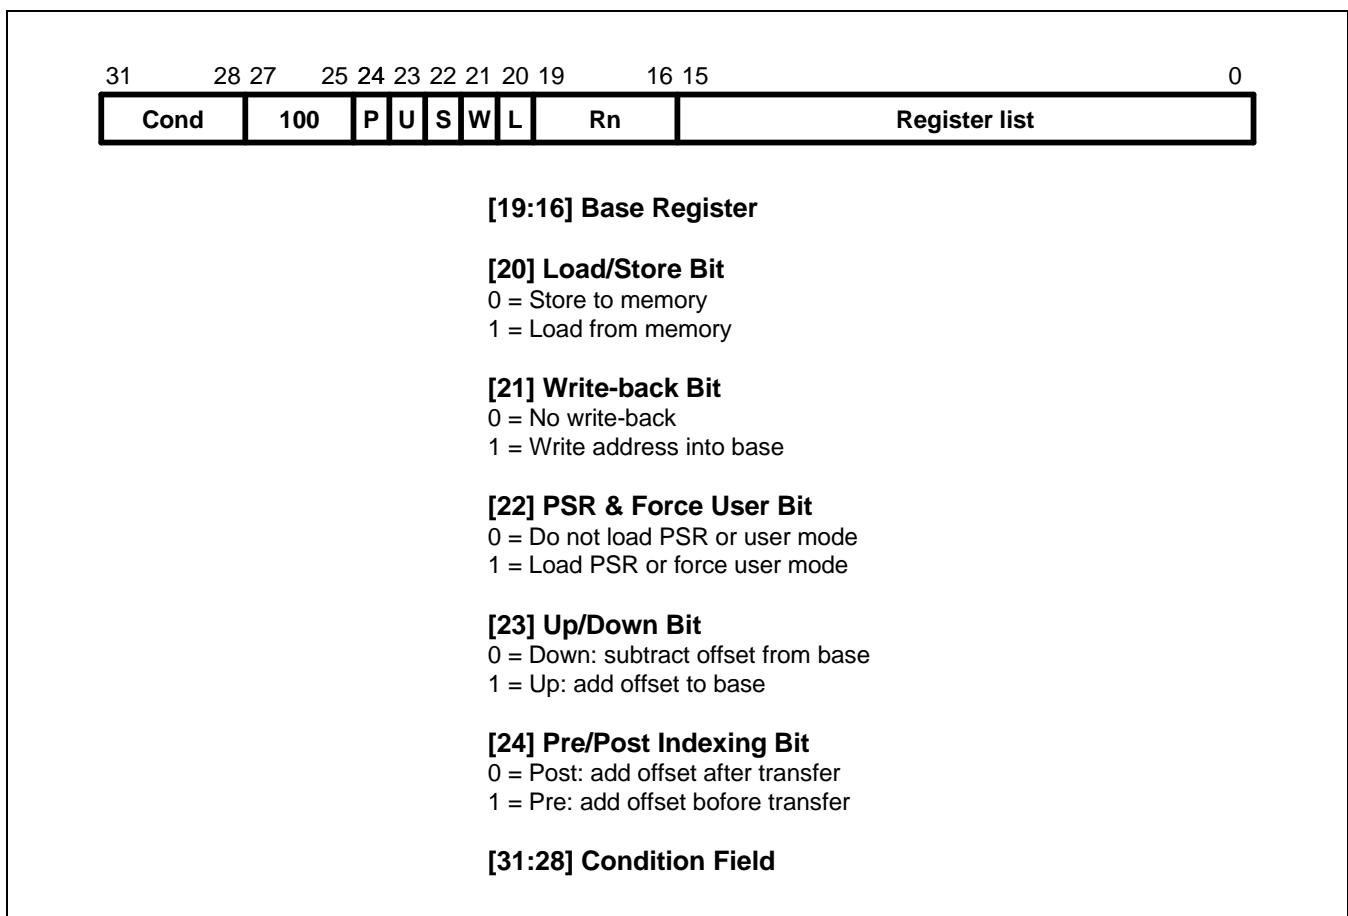 31 28 27 25 24 23 22 21 20 19 16 15 0
Cond 100 P U S W L Rn Register list
[19:16] Base Register
[20] Load/Store Bit
0 = Store to memory
1 = Load from memory
[21] Write-back Bit
0 = No write-back
1 = Write address into base
[22] PSR & Force User Bit
0 = Do not load PSR or user mode
1 = Load PSR or force user mode
[23] Up/Down Bit
0 = Down: subtract offset from base
1 = Up: add offset to base
[24] Pre/Post Indexing Bit
0 = Post: add offset after transfer
1 = Pre: add offset bofore transfer
[31:28] Condition Field